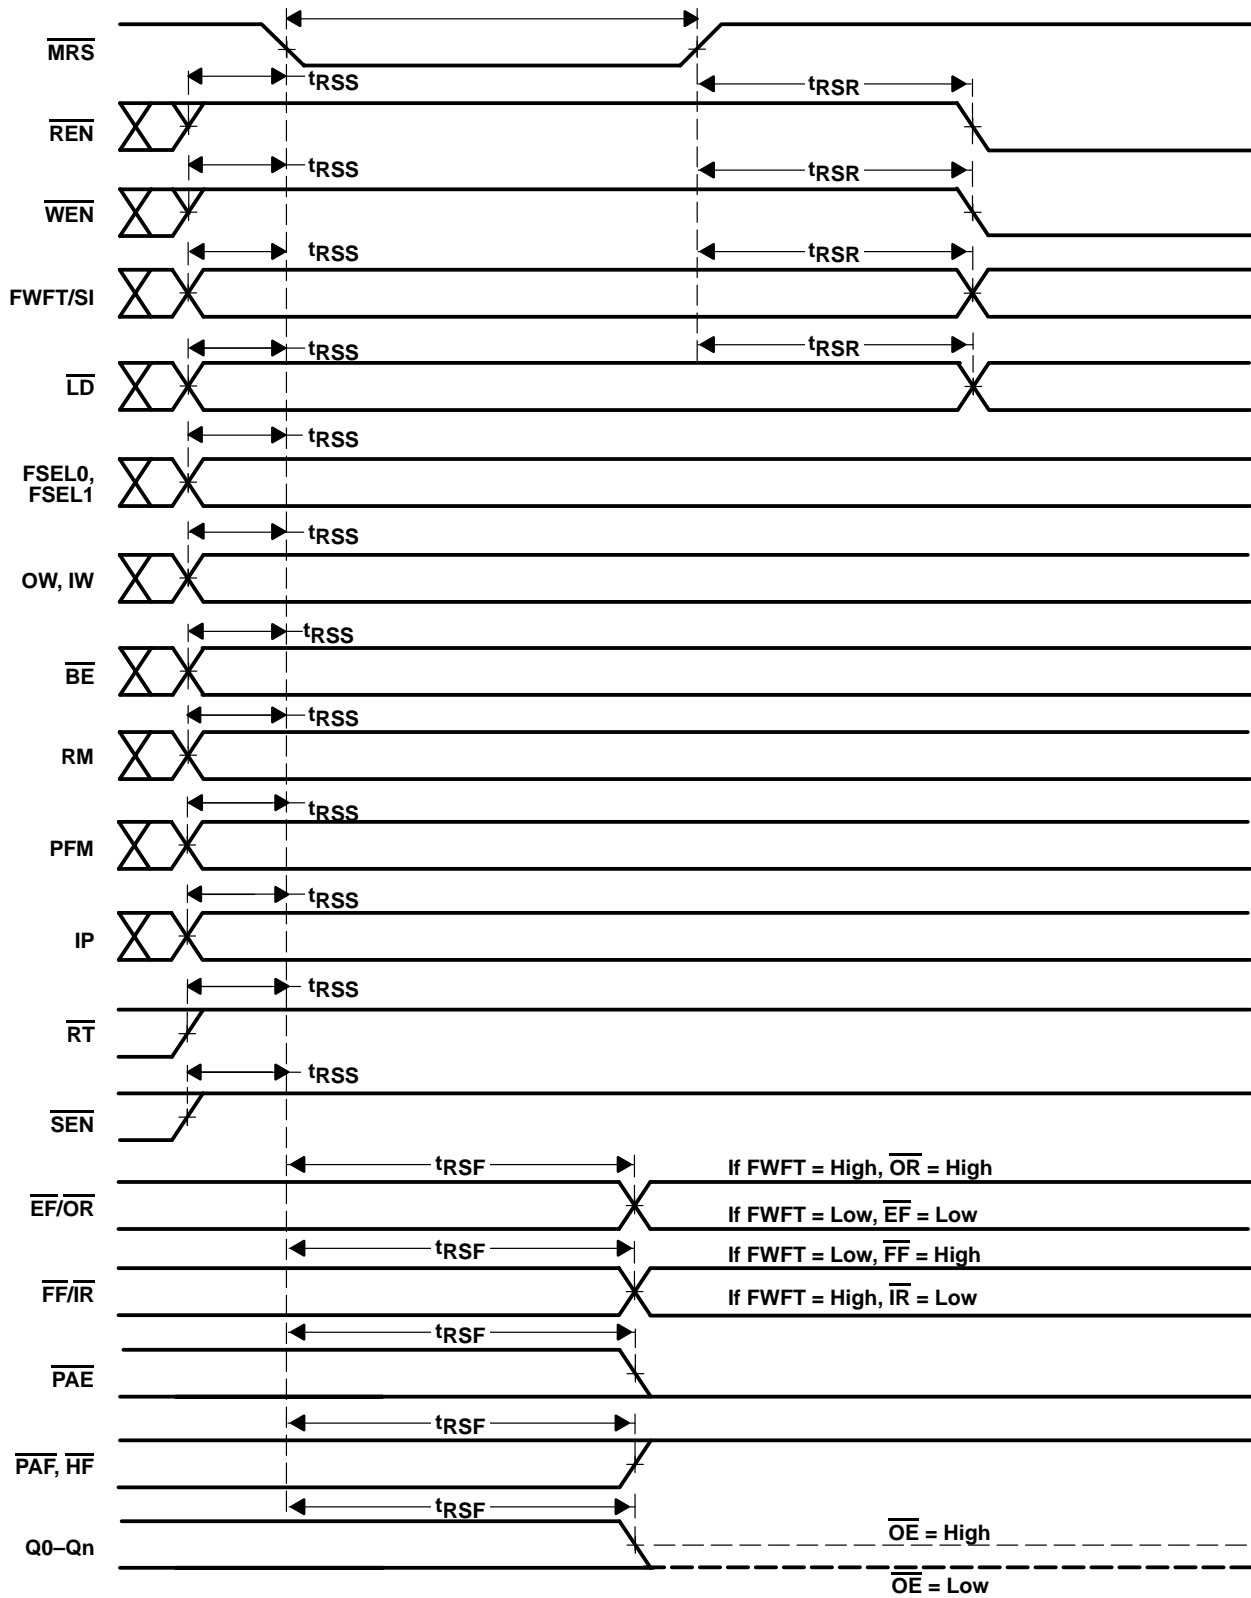 MRS
tRSS
tRSR
REN
tRSS
tRSR
WEN
tRSS
tRSR
FWFT/SI
tRSS
tRSR
LD
tRSS
FSEL0,
FSEL1
tRSS
OW, IW
tRSS
BE
tRSS
RM
tRSS
PFM
tRSS
IP
tRSS
RT
tRSS
SEN
tRSF
If FWFT = High, OR = High
EF/OR
If FWFT = Low, EF = Low
tRSF
If FWFT = Low, FF = High
FF/IR
If FWFT = High, IR = Low
tRSF
PAE
tRSF
PAF, HF
tRSF
OE = High
Q0–Qn
OE = Low